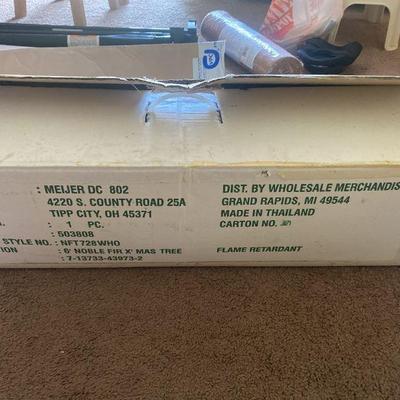 : MEIJER DC 802
4220 S. COUNTY ROAD 25A
TIPP CITY, OH 45371
: 1 PC.
: 503808
STYLE NO. : NFT728WHO
ION : 6' NOBLE FIR X' MAS TREE
: 7-13733-43973-2
DIST. BY WHOLESALE MERCHANDIS
GRAND RAPIDS, MI 49544
MADE IN THAILAND
CARTON NO.
FLAME RETARDANT